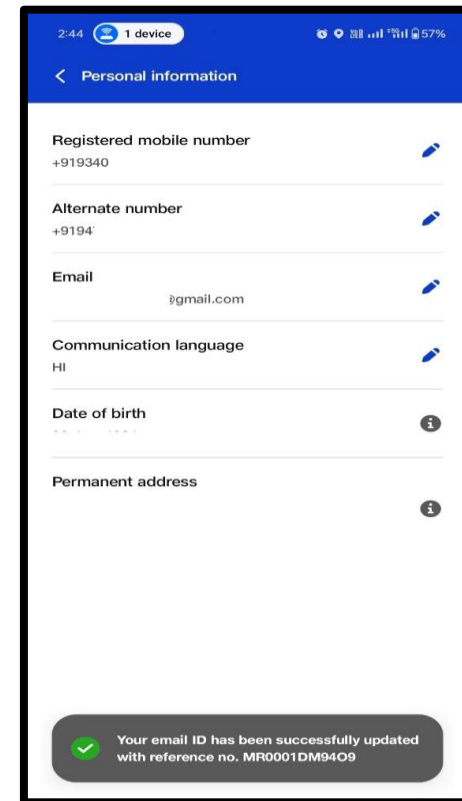 2:44 1 device 57%
Personal information
Registered mobile number
+919340
Alternate number
+9194
Email
@gmail.com
Communication language
HI
Date of birth
Permanent address
Your email ID has been successfully updated
with reference no. MR0001DM94O9